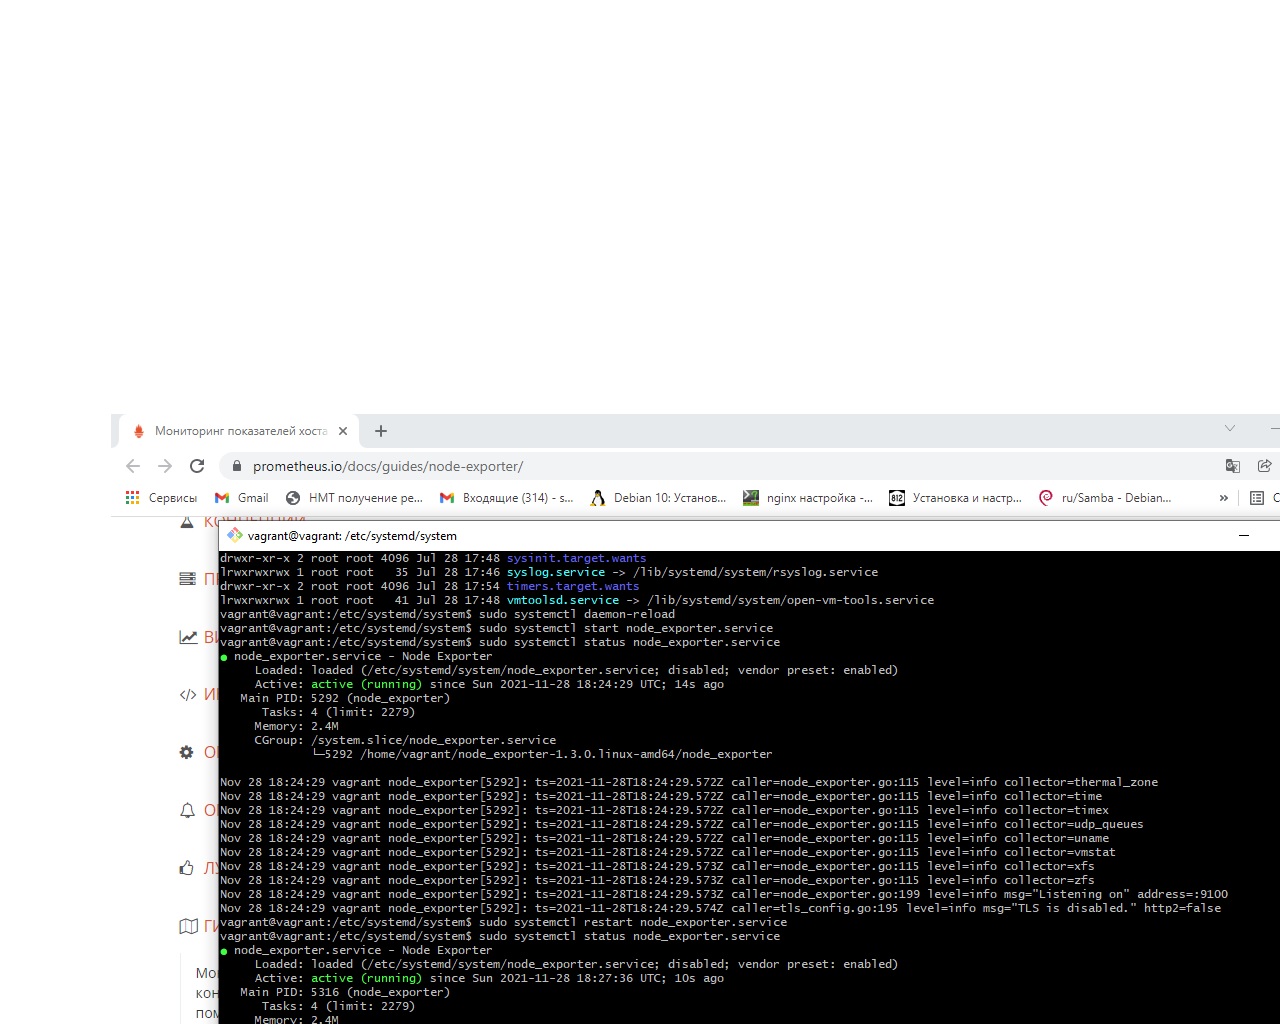 Мониторинг показателей хоста
prometheus.io/docs/guides/node-exporter/
Сервисы Gmail НМТ получение ре... Входящие (314) - s... Debian 10: Установ... nginx настройка -... Установка и настр... ru/Samba - Debian... »
vagrant@vagrant: /etc/systemd/system
drwxr-xr-x 2 root root 4096 Jul 28 17:48 sysinit.target.wants
lrwxrwxrwx 1 root root   35 Jul 28 17:46 syslog.service -> /lib/systemd/system/rsyslog.service
drwxr-xr-x 2 root root 4096 Jul 28 17:54 timers.target.wants
lrwxrwxrwx 1 root root   41 Jul 28 17:48 vmtoolsd.service -> /lib/systemd/system/open-vm-tools.service
vagrant@vagrant:/etc/systemd/system$ sudo systemctl daemon-reload
vagrant@vagrant:/etc/systemd/system$ sudo systemctl start node_exporter.service
vagrant@vagrant:/etc/systemd/system$ sudo systemctl status node_exporter.service
● node_exporter.service - Node Exporter
Loaded: loaded (/etc/systemd/system/node_exporter.service; disabled; vendor preset: enabled)
Active: active (running) since Sun 2021-11-28 18:24:29 UTC; 14s ago
Main PID: 5292 (node_exporter)
Tasks: 4 (limit: 2279)
Memory: 2.4M
CGroup: /system.slice/node_exporter.service
└─5292 /home/vagrant/node_exporter-1.3.0.linux-amd64/node_exporter
Nov 28 18:24:29 vagrant node_exporter[5292]: ts=2021-11-28T18:24:29.572Z caller=node_exporter.go:115 level=info collector=thermal_zone
Nov 28 18:24:29 vagrant node_exporter[5292]: ts=2021-11-28T18:24:29.572Z caller=node_exporter.go:115 level=info collector=time
Nov 28 18:24:29 vagrant node_exporter[5292]: ts=2021-11-28T18:24:29.572Z caller=node_exporter.go:115 level=info collector=timex
Nov 28 18:24:29 vagrant node_exporter[5292]: ts=2021-11-28T18:24:29.572Z caller=node_exporter.go:115 level=info collector=udp_queues
Nov 28 18:24:29 vagrant node_exporter[5292]: ts=2021-11-28T18:24:29.572Z caller=node_exporter.go:115 level=info collector=uname
Nov 28 18:24:29 vagrant node_exporter[5292]: ts=2021-11-28T18:24:29.572Z caller=node_exporter.go:115 level=info collector=vmstat
Nov 28 18:24:29 vagrant node_exporter[5292]: ts=2021-11-28T18:24:29.573Z caller=node_exporter.go:115 level=info collector=xfs
Nov 28 18:24:29 vagrant node_exporter[5292]: ts=2021-11-28T18:24:29.573Z caller=node_exporter.go:115 level=info collector=zfs
Nov 28 18:24:29 vagrant node_exporter[5292]: ts=2021-11-28T18:24:29.573Z caller=node_exporter.go:199 level=info msg="Listening on" address=:9100
Nov 28 18:24:29 vagrant node_exporter[5292]: ts=2021-11-28T18:24:29.574Z caller=tls_config.go:195 level=info msg="TLS is disabled." http2=false
vagrant@vagrant:/etc/systemd/system$ sudo systemctl restart node_exporter.service
vagrant@vagrant:/etc/systemd/system$ sudo systemctl status node_exporter.service
● node_exporter.service - Node Exporter
Loaded: loaded (/etc/systemd/system/node_exporter.service; disabled; vendor preset: enabled)
Active: active (running) since Sun 2021-11-28 18:27:36 UTC; 10s ago
Main PID: 5316 (node_exporter)
Tasks: 4 (limit: 2279)
Memory: 2.4M